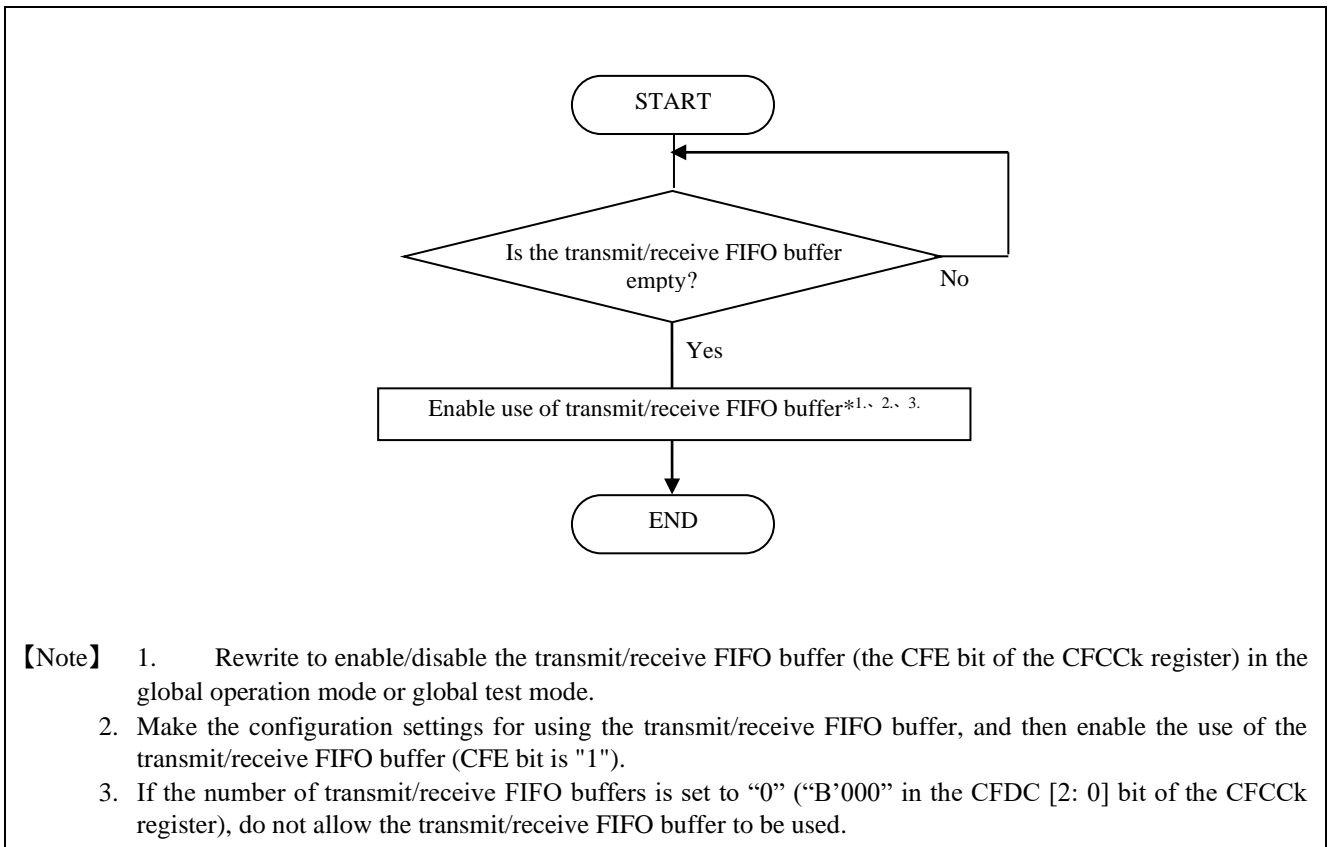 START
Is the transmit/receive FIFO buffer
empty?
No
Yes
Enable use of transmit/receive FIFO buffer*1.、2.、3.
END
【Note】 1. Rewrite to enable/disable the transmit/receive FIFO buffer (the CFE bit of the CFCCk register) in the
global operation mode or global test mode.
2. Make the configuration settings for using the transmit/receive FIFO buffer, and then enable the use of the
transmit/receive FIFO buffer (CFE bit is "1").
3. If the number of transmit/receive FIFO buffers is set to “0” (“B’000” in the CFDC [2: 0] bit of the CFCCk
register), do not allow the transmit/receive FIFO buffer to be used.